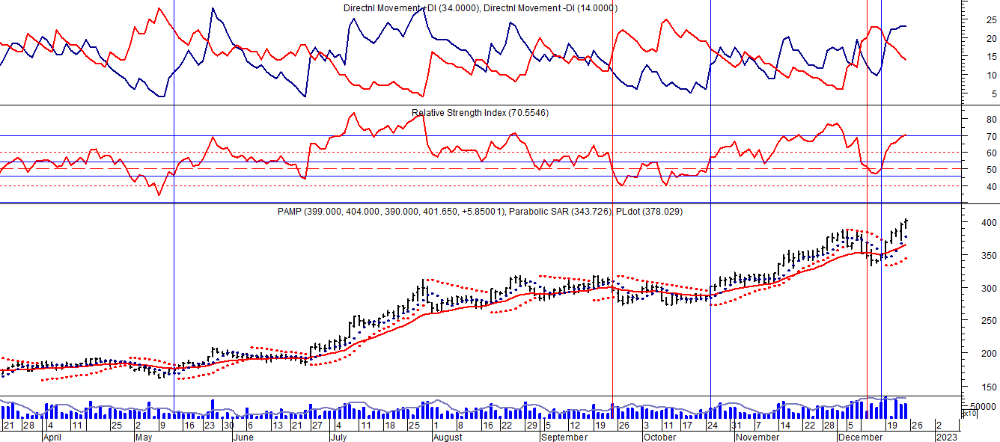 Directnl Movement +DI (34.0000), Directnl Movement -DI (14.0000)
25
20
15
10
5
Relative Strength Index (70.5546)
80
70
60
50
40
PAMP (399.000, 404.000, 390.000, 401.650, +5.85001), Parabolic SAR (343.726), PLdot (378.029)
400
350
300
250
200
150
50000
x10
21 28 4 11 25 2 9 16 23 30 6 13 21 27 4 11 18 25 1 8 16 22 29 5 12 19 26 3 11 17 24 31 7 14 22 28 5 19 26 2
April May June July August September October November December 2023